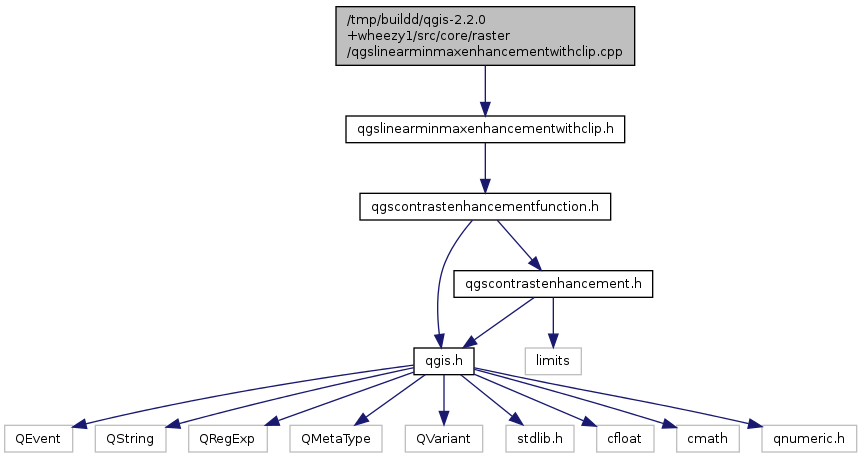 /tmp/buildd/qgis-2.2.0
+wheezy1/src/core/raster
/qgslinearminmaxenhancementwithclip.cpp
qgslinearminmaxenhancementwithclip.h
qgscontrastenhancementfunction.h
qgscontrastenhancement.h
qgis.h
limits
QEvent
QString
QRegExp
QMetaType
QVariant
stdlib.h
cfloat
cmath
qnumeric.h